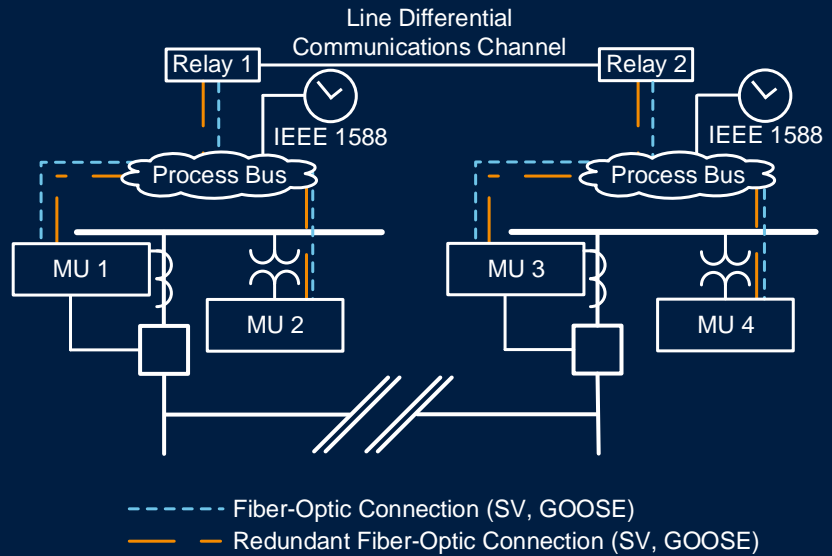 Line Differential
Communications Channel
Relay 1
Relay 2
IEEE 1588
IEEE 1588
Process Bus
Process Bus
MU 1
MU 3
MU 2
MU 4
Fiber-Optic Connection (SV, GOOSE)
Redundant Fiber-Optic Connection (SV, GOOSE)